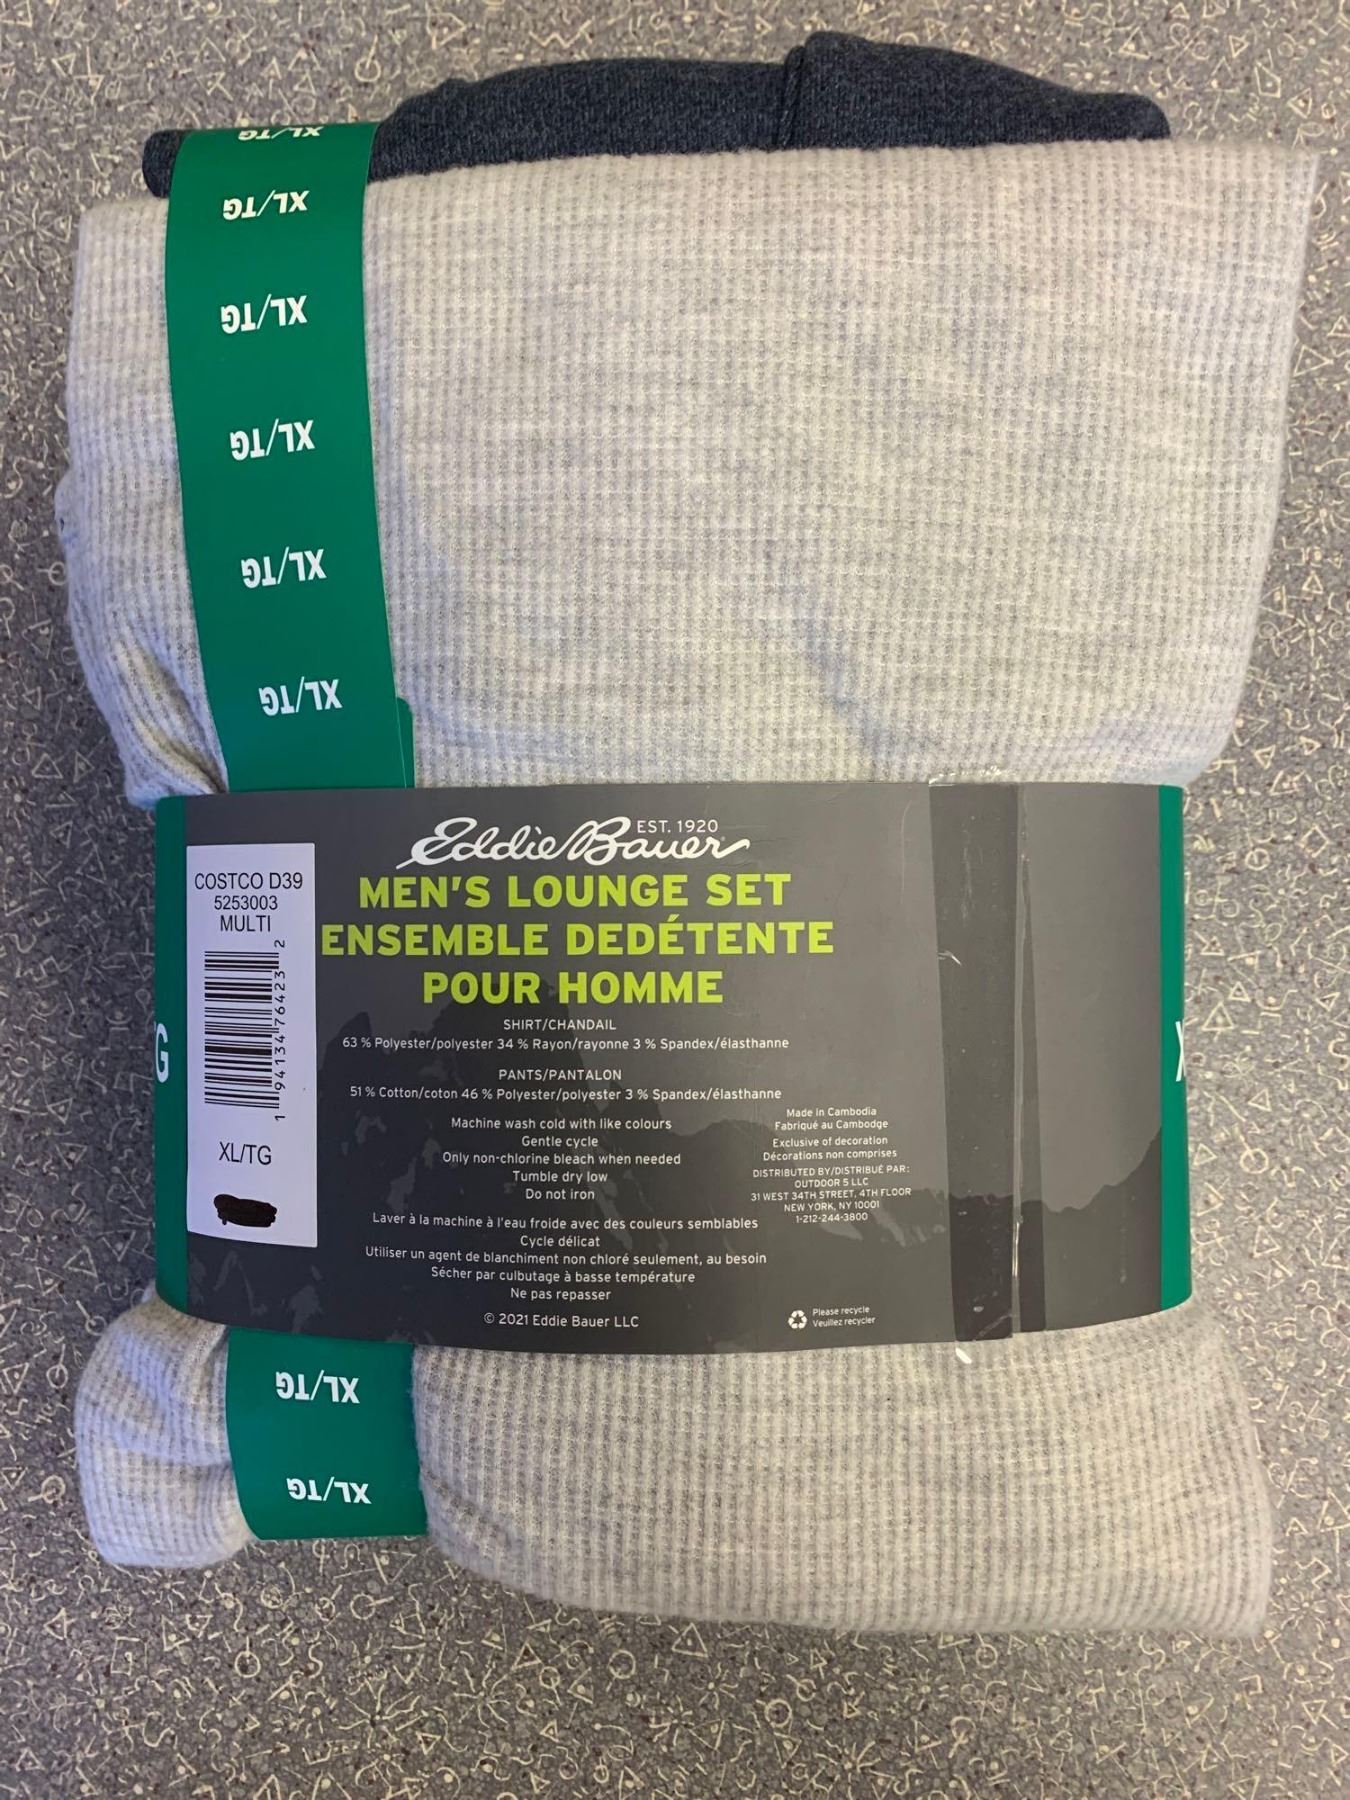 XL/TG
XL/TG
XL/TG
XL/TG
XL/TG
XL/TG
Eddie Bauer EST. 1920
MEN'S LOUNGE SET
ENSEMBLE DEDÉTENTE
POUR HOMME
COSTCO D39
5253003
MULTI
1 94134 76423 2
XL/TG
SHIRT/CHANDAIL
63 % Polyester/polyester 34 % Rayon/rayonne 3 % Spandex/élasthanne
PANTS/PANTALON
51 % Cotton/coton 46 % Polyester/polyester 3 % Spandex/élasthanne
Machine wash cold with like colours
Gentle cycle
Only non-chlorine bleach when needed
Tumble dry low
Do not iron
Laver à la machine à l'eau froide avec des couleurs semblables
Cycle délicat
Utiliser un agent de blanchiment non chloré seulement, au besoin
Sécher par culbutage à basse température
Ne pas repasser
© 2021 Eddie Bauer LLC
Made in Cambodia
Fabriqué au Cambodge
Exclusive of decoration
Décorations non comprises
DISTRIBUTED BY/DISTRIBUÉ PAR:
OUTDOOR 5 LLC
31 WEST 34TH STREET, 4TH FLOOR
NEW YORK, NY 10001
1-212-244-3800
Please recycle
Veuillez recycler
G
X
XL/TG
XL/TG